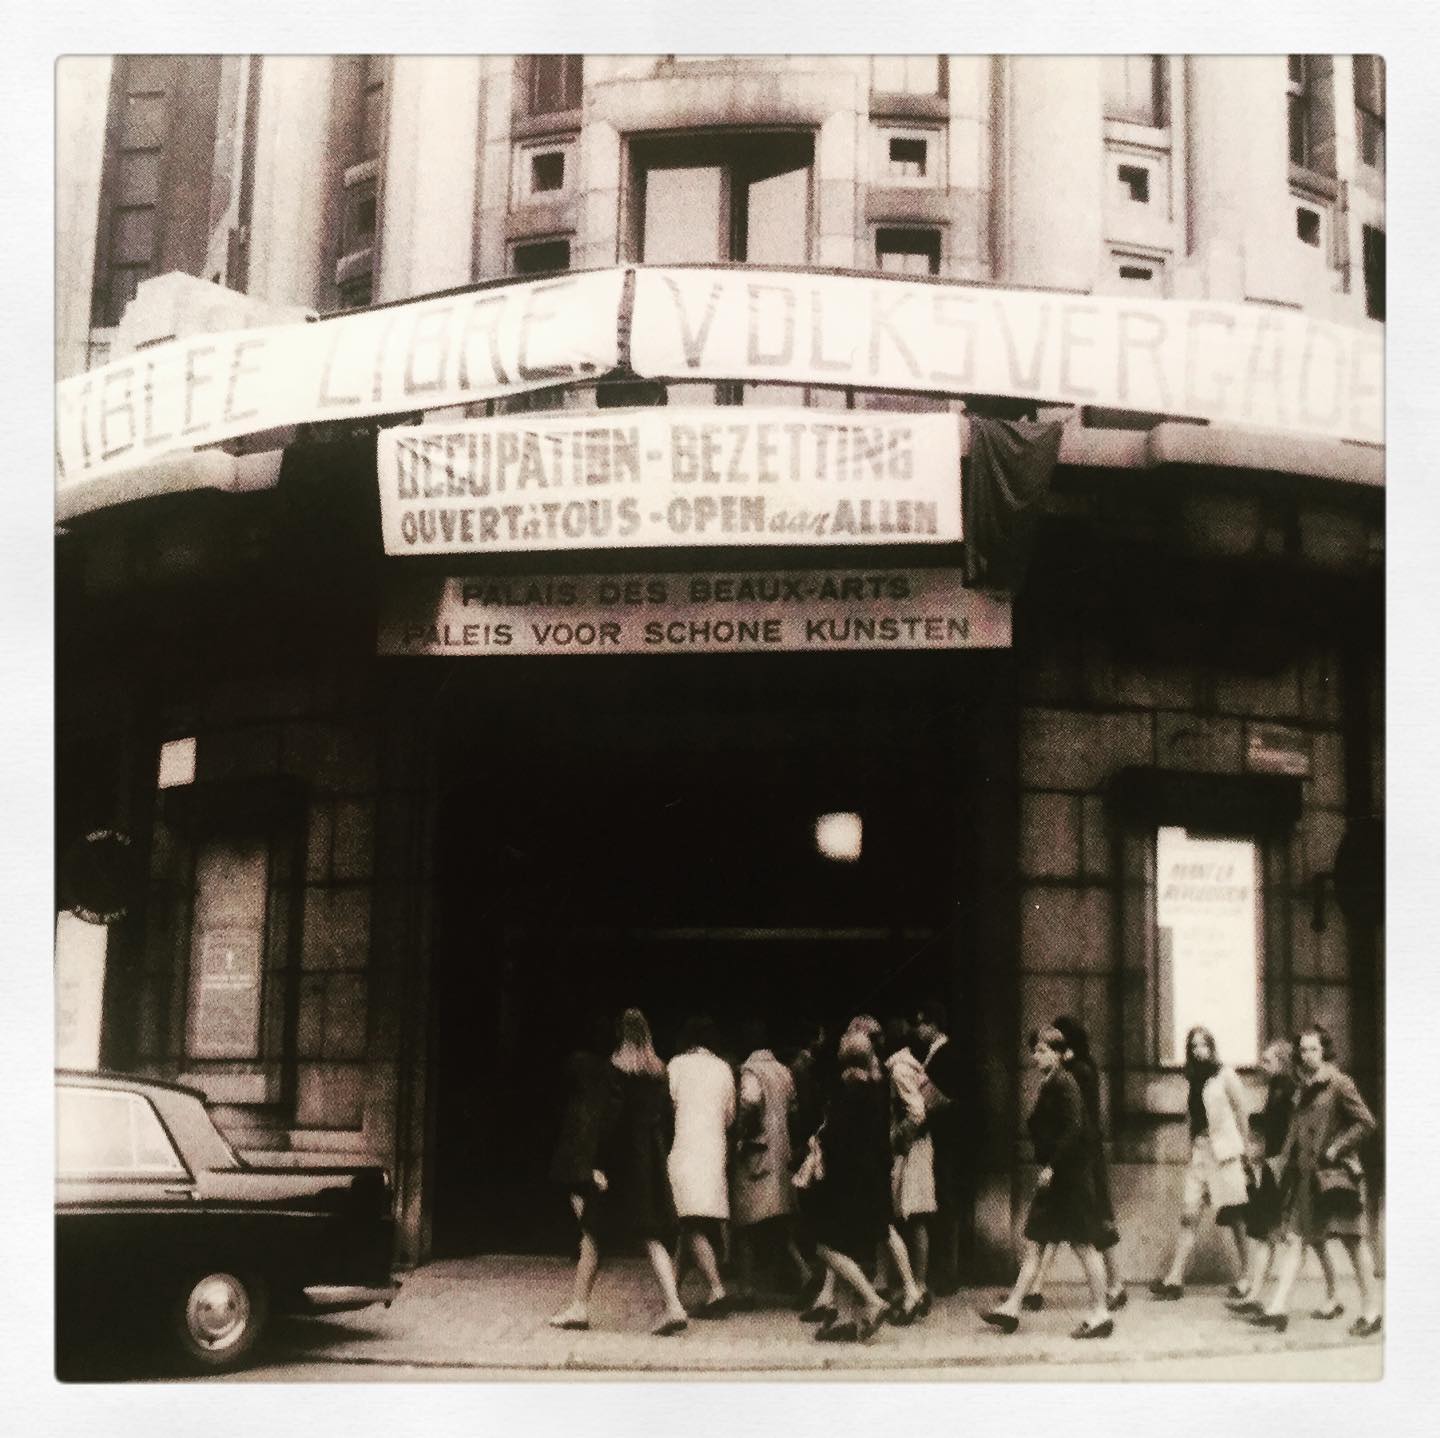 MBLEE LIBRE. VOLKSVERGADE
OCCUPATION - BEZETTING
OUVERT à TOUS - OPEN aan ALLEN
PALAIS DES BEAUX-ARTS
PALEIS VOOR SCHONE KUNSTEN